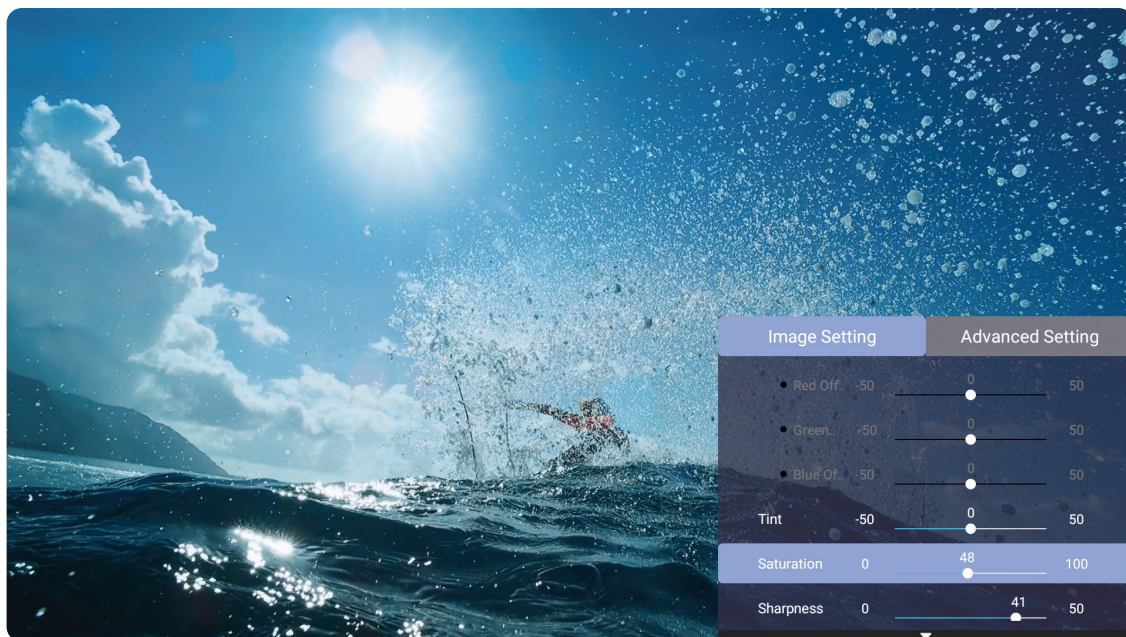 Image Setting Advanced Setting
Red Off.. -50 0 50
Green.. -50 0 50
Blue Of.. -50 0 50
Tint -50 0 50
Saturation 0 48 100
Sharpness 0 41 50